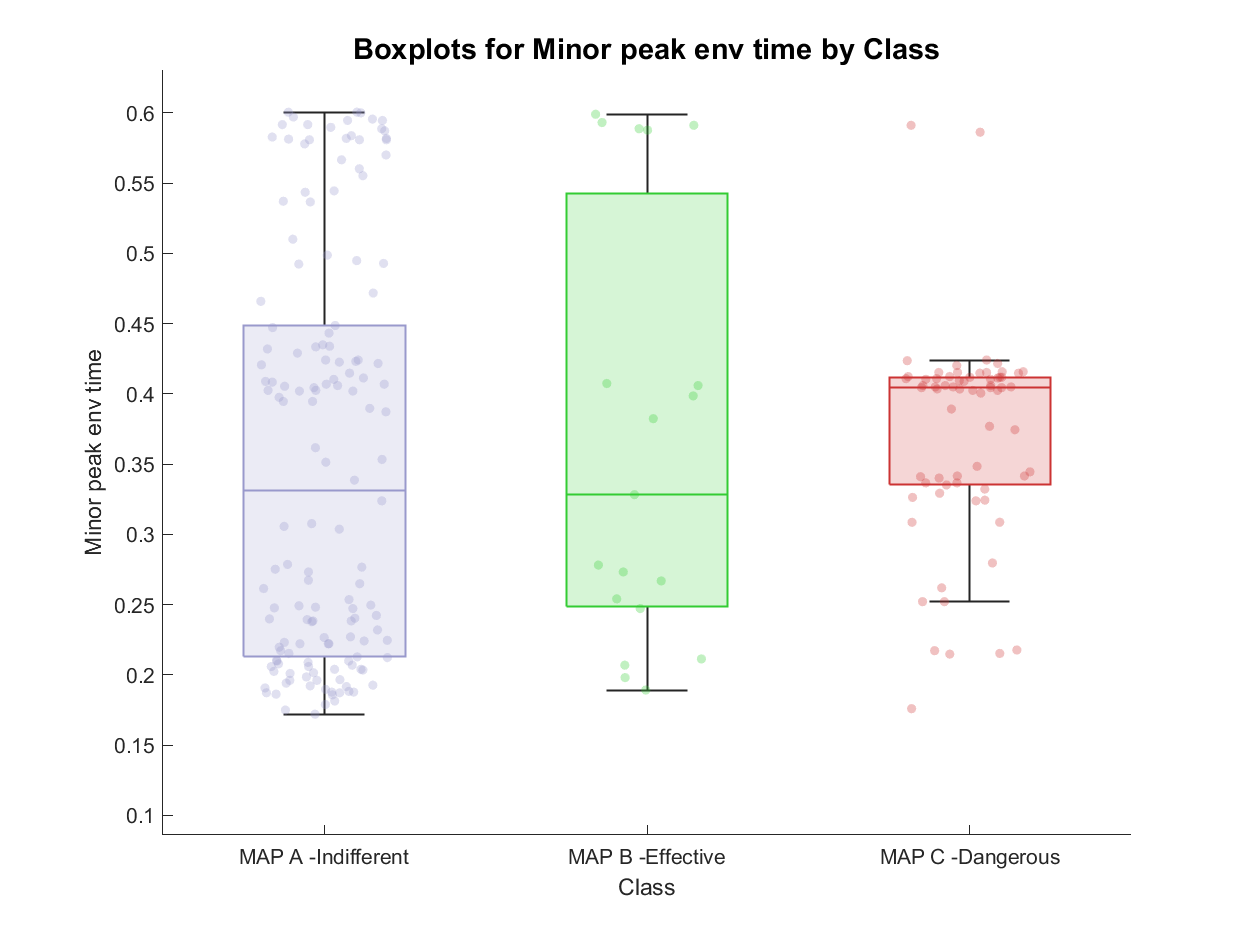 Boxplots for Minor peak env time by Class
Minor peak env time
0.6
0.55
0.5
0.45
0.4
0.35
0.3
0.25
0.2
0.15
0.1
MAP A -Indifferent
MAP B -Effective
MAP C -Dangerous
Class